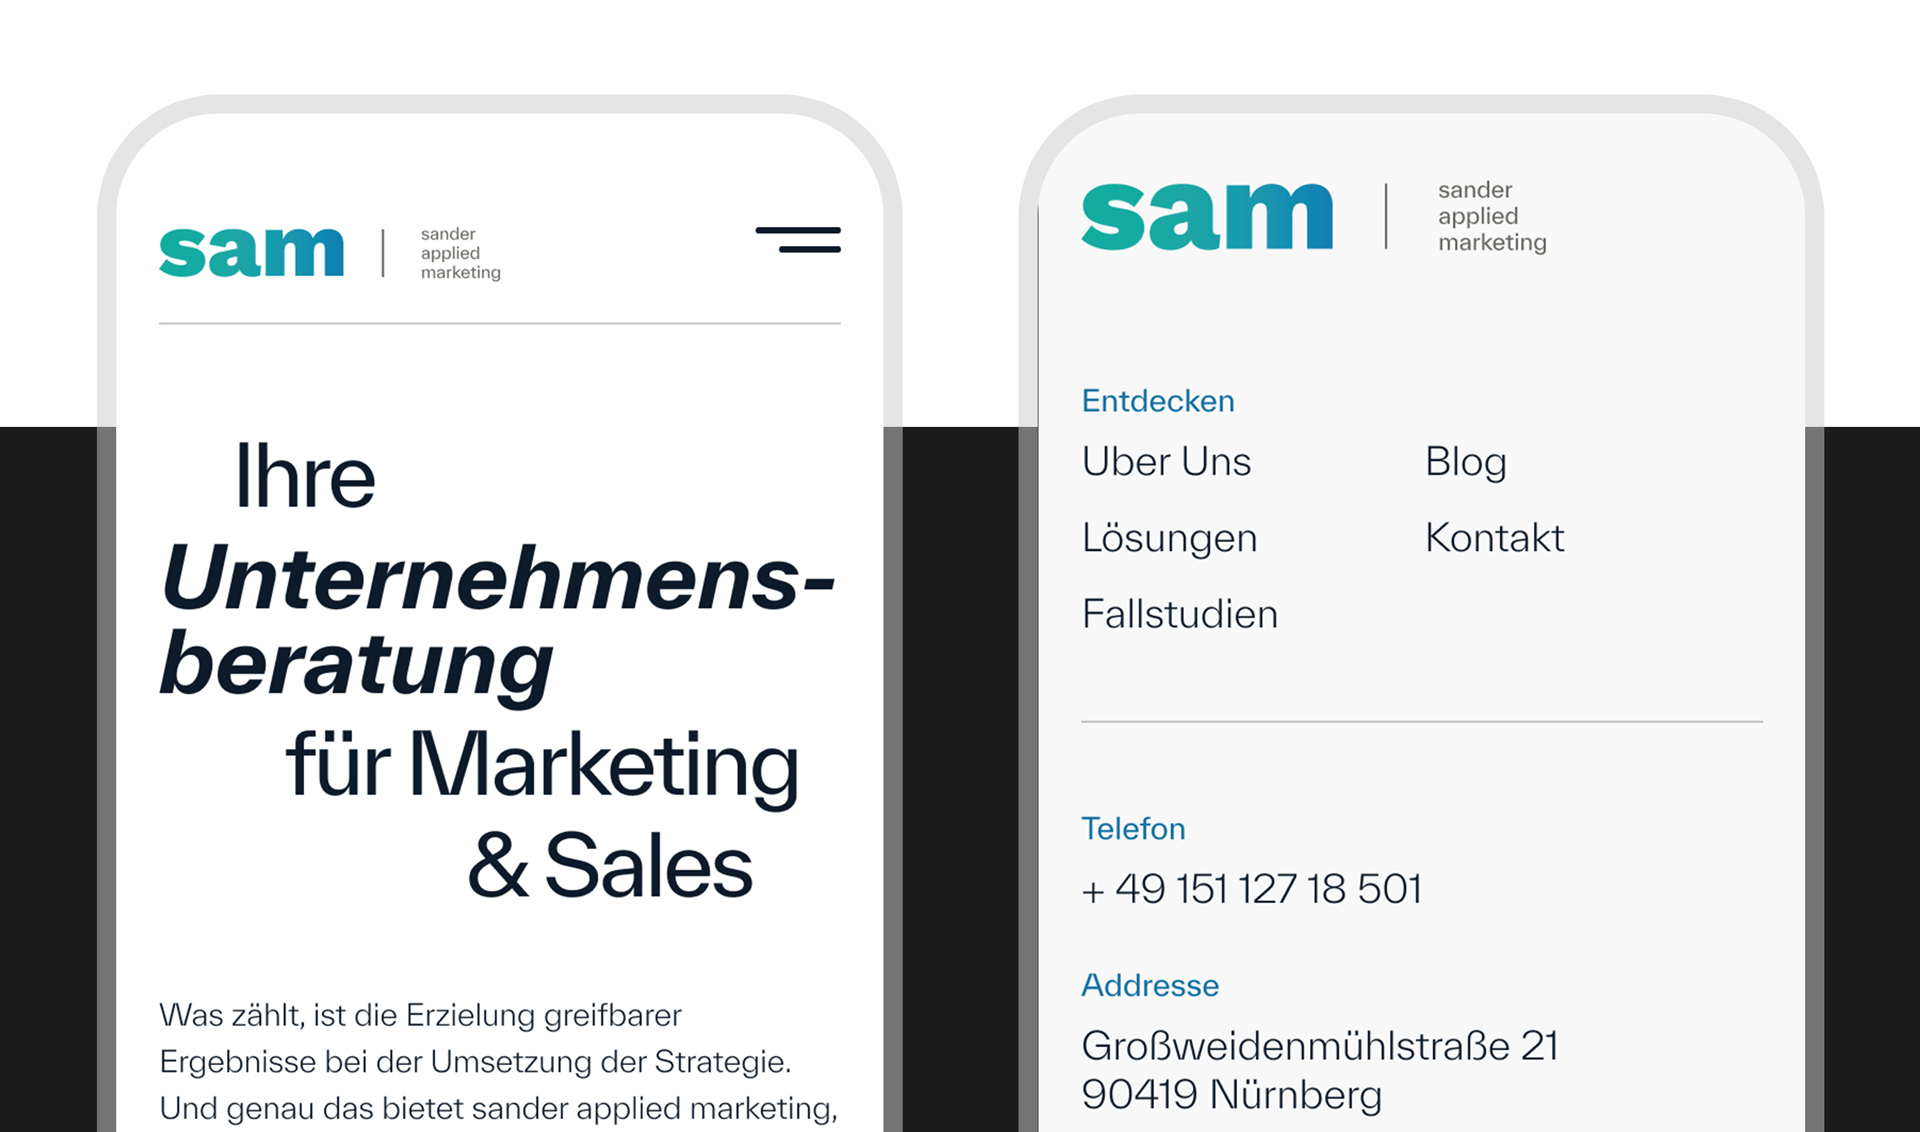 sam
sander
applied
marketing
Ihre
Unternehmens-
beratung
für Marketing
& Sales
Was zählt, ist die Erzielung greifbarer
Ergebnisse bei der Umsetzung der Strategie.
Und genau das bietet sander applied marketing,
sam
sander
applied
marketing
Entdecken
Uber Uns
Blog
Lösungen
Kontakt
Fallstudien
Telefon
+ 49 151 127 18 501
Addresse
Großweidenmühlstraße 21
90419 Nürnberg